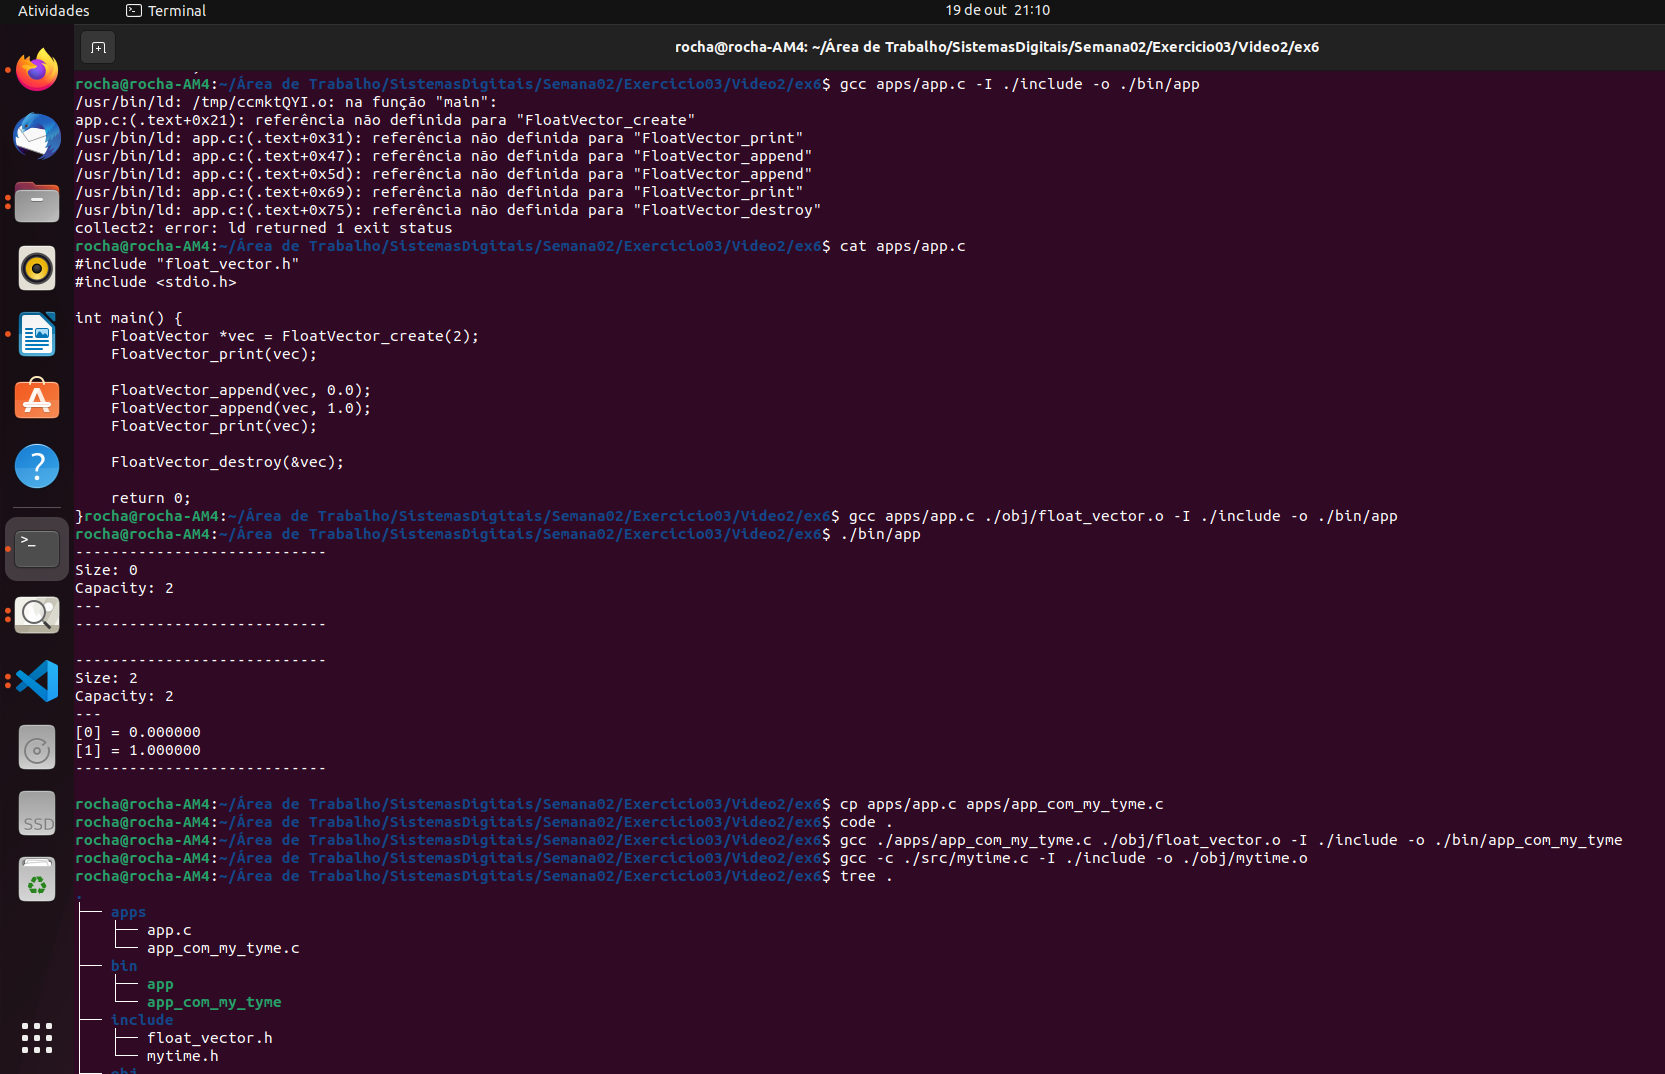 Atividades
Terminal
19 de out 21:10
rocha@rocha-AM4: ~/Área de Trabalho/SistemasDigitais/Semana02/Exercicio03/Video2/ex6
rocha@rocha-AM4:~/Área de Trabalho/SistemasDigitais/Semana02/Exercicio03/Video2/ex6$ gcc apps/app.c -I ./include -o ./bin/app
/usr/bin/ld: /tmp/ccmktQYI.o: na função "main":
app.c:(.text+0x21): referência não definida para "FloatVector_create"
/usr/bin/ld: app.c:(.text+0x31): referência não definida para "FloatVector_print"
/usr/bin/ld: app.c:(.text+0x47): referência não definida para "FloatVector_append"
/usr/bin/ld: app.c:(.text+0x5d): referência não definida para "FloatVector_append"
/usr/bin/ld: app.c:(.text+0x69): referência não definida para "FloatVector_print"
/usr/bin/ld: app.c:(.text+0x75): referência não definida para "FloatVector_destroy"
collect2: error: ld returned 1 exit status
rocha@rocha-AM4:~/Área de Trabalho/SistemasDigitais/Semana02/Exercicio03/Video2/ex6$ cat apps/app.c
#include "float_vector.h"
#include <stdio.h>
int main() {
    FloatVector *vec = FloatVector_create(2);
    FloatVector_print(vec);
    FloatVector_append(vec, 0.0);
    FloatVector_append(vec, 1.0);
    FloatVector_print(vec);
    FloatVector_destroy(&vec);
    return 0;
}rocha@rocha-AM4:~/Área de Trabalho/SistemasDigitais/Semana02/Exercicio03/Video2/ex6$ gcc apps/app.c ./obj/float_vector.o -I ./include -o ./bin/app
rocha@rocha-AM4:~/Área de Trabalho/SistemasDigitais/Semana02/Exercicio03/Video2/ex6$ ./bin/app
----------------------------
Size: 0
Capacity: 2
---
----------------------------
----------------------------
Size: 2
Capacity: 2
---
[0] = 0.000000
[1] = 1.000000
----------------------------
rocha@rocha-AM4:~/Área de Trabalho/SistemasDigitais/Semana02/Exercicio03/Video2/ex6$ cp apps/app.c apps/app_com_my_tyme.c
rocha@rocha-AM4:~/Área de Trabalho/SistemasDigitais/Semana02/Exercicio03/Video2/ex6$ code .
rocha@rocha-AM4:~/Área de Trabalho/SistemasDigitais/Semana02/Exercicio03/Video2/ex6$ gcc ./apps/app_com_my_tyme.c ./obj/float_vector.o -I ./include -o ./bin/app_com_my_tyme
rocha@rocha-AM4:~/Área de Trabalho/SistemasDigitais/Semana02/Exercicio03/Video2/ex6$ gcc -c ./src/mytime.c -I ./include -o ./obj/mytime.o
rocha@rocha-AM4:~/Área de Trabalho/SistemasDigitais/Semana02/Exercicio03/Video2/ex6$ tree .
.
├── apps
│   ├── app.c
│   └── app_com_my_tyme.c
├── bin
│   ├── app
│   └── app_com_my_tyme
├── include
│   ├── float_vector.h
│   └── mytime.h
├── obj
SSD